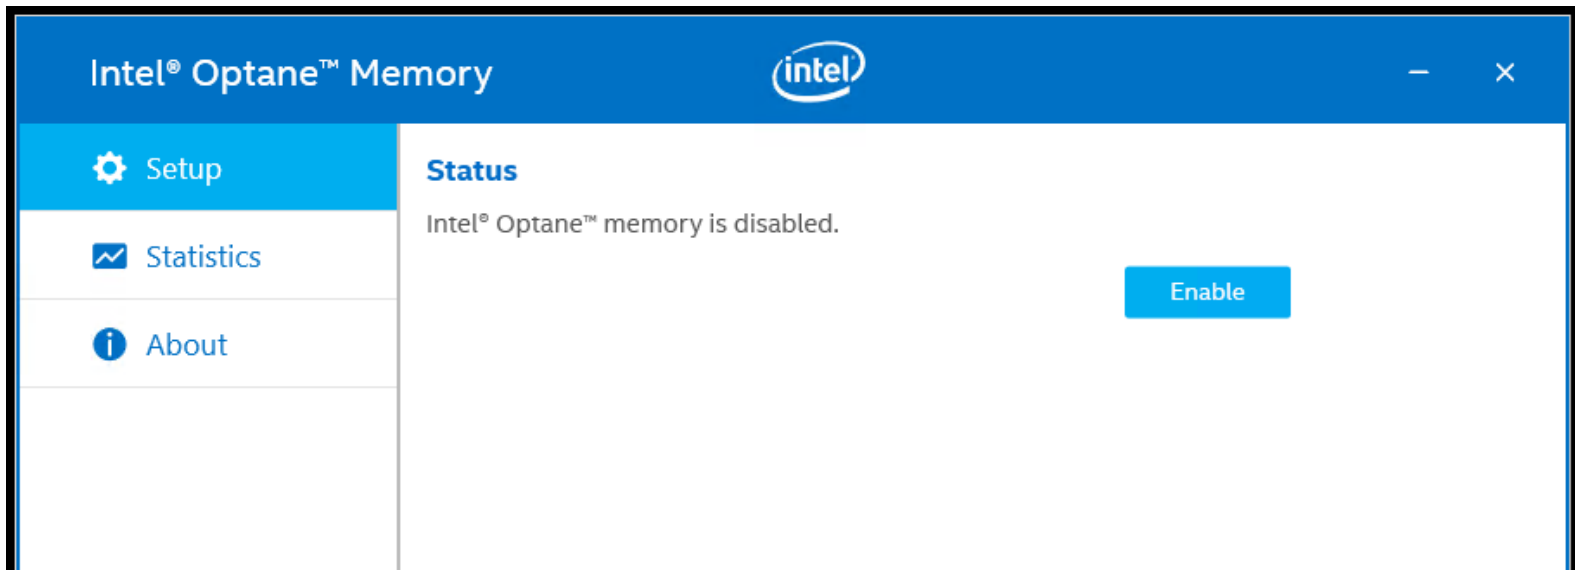 Intel® Optane™ Memory
intel
Setup
Statistics
About
Status
Intel® Optane™ memory is disabled.
Enable